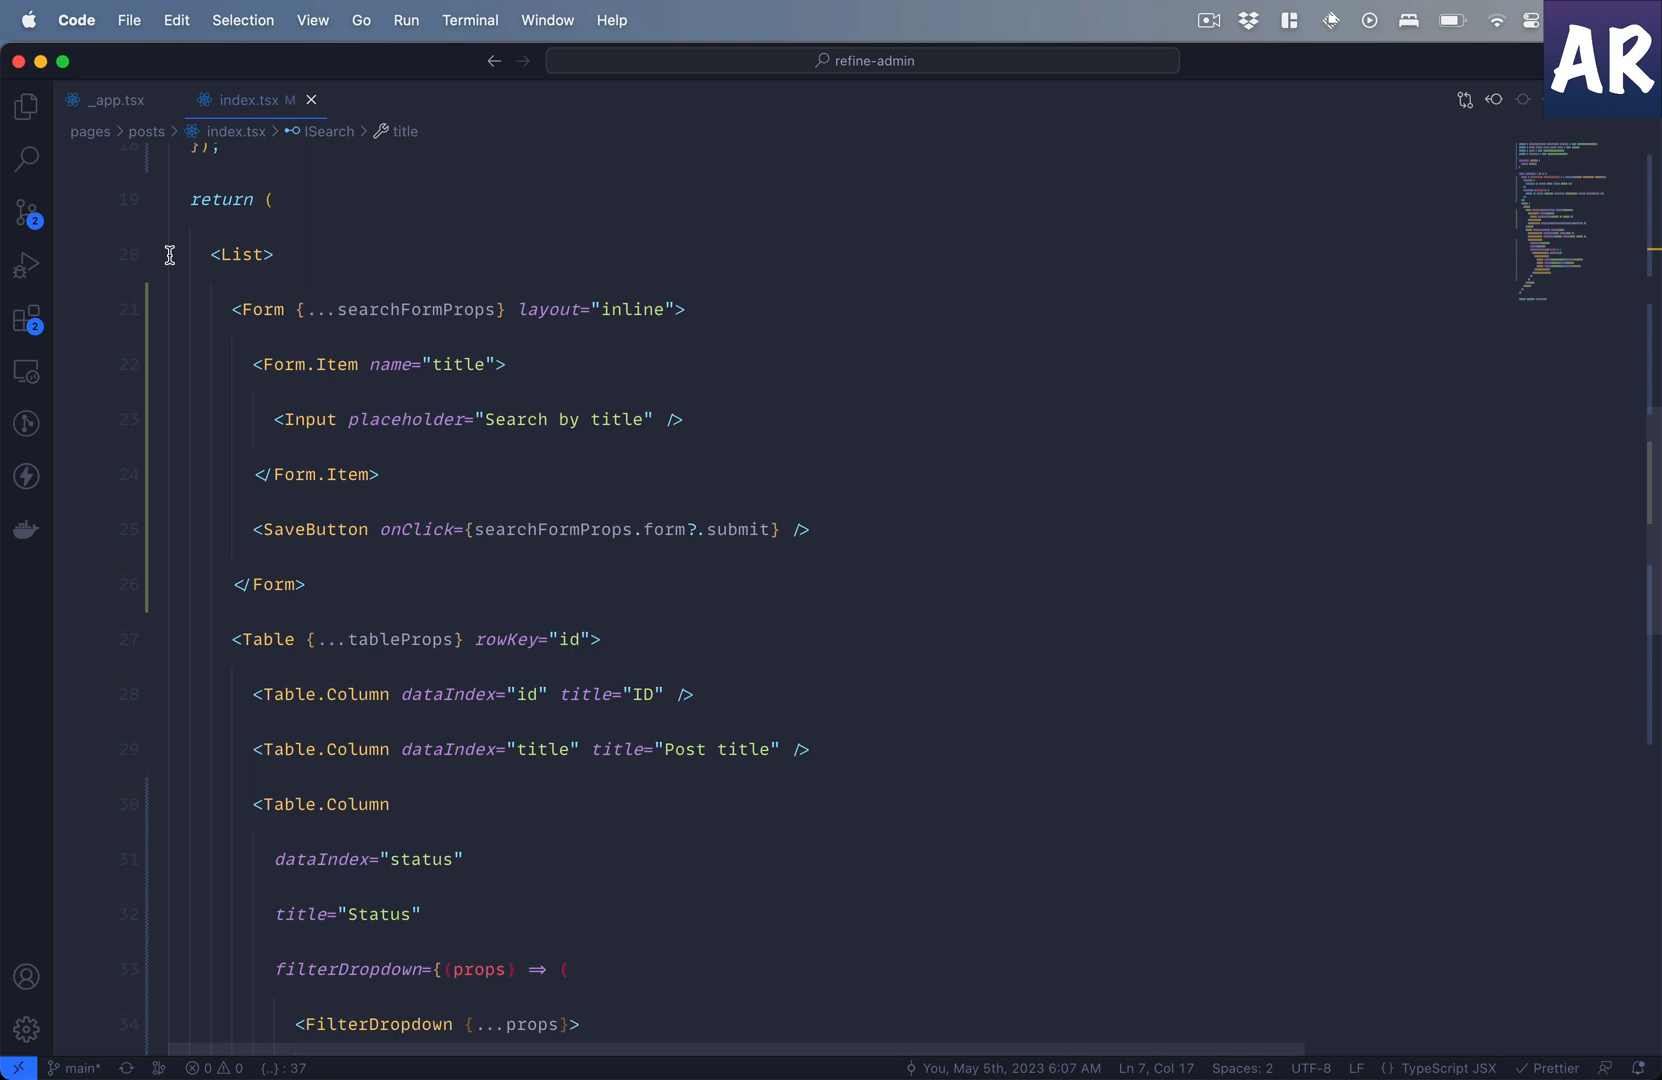 Code File Edit Selection View Go Run Terminal Window Help
AR
refine-admin
_app.tsx index.tsx M
pages > posts > index.tsx > ISearch > title
18 });
19 return (
20 <List>
21 <Form {...searchFormProps} layout="inline">
22 <Form.Item name="title">
23 <Input placeholder="Search by title" />
24 </Form.Item>
25 <SaveButton onClick={searchFormProps.form?.submit} />
26 </Form>
27 <Table {...tableProps} rowKey="id">
28 <Table.Column dataIndex="id" title="ID" />
29 <Table.Column dataIndex="title" title="Post title" />
30 <Table.Column
31 dataIndex="status"
32 title="Status"
33 filterDropdown={(props) => (
34 <FilterDropdown {...props}>
2
2
main* 0 0 {..} : 37 You, May 5th, 2023 6:07 AM Ln 7, Col 17 Spaces: 2 UTF-8 LF {} TypeScript JSX Prettier